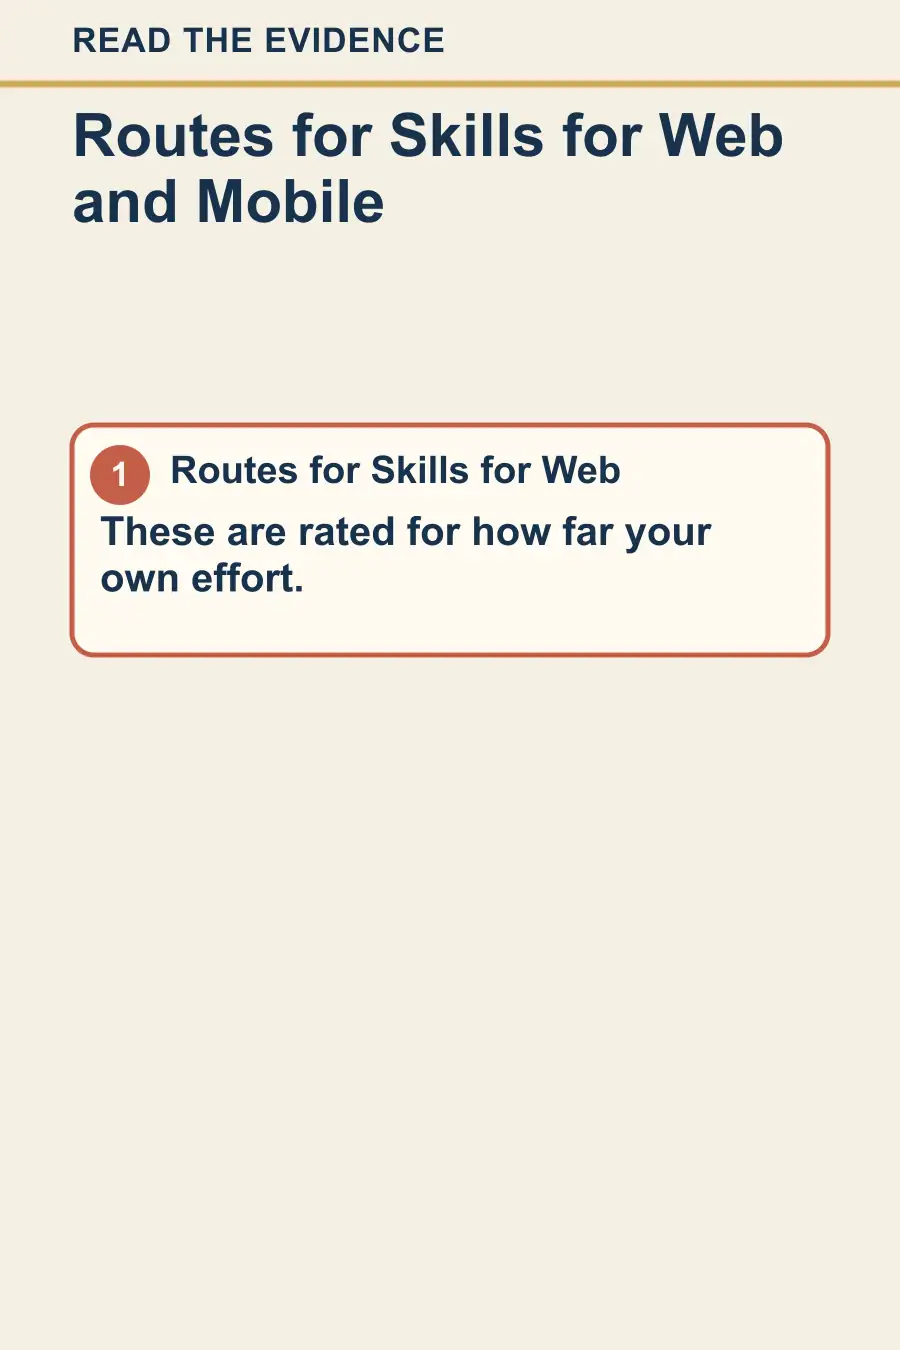 READ THE EVIDENCE
Routes for Skills for Web
and Mobile
1 Routes for Skills for Web
These are rated for how far your
own effort.